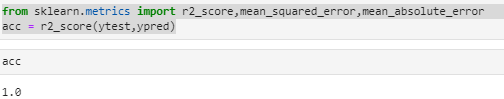 from sklearn.metrics import r2_score,mean_squared_error,mean_absolute_error
acc = r2_score(ytest,ypred)
acc
1.0